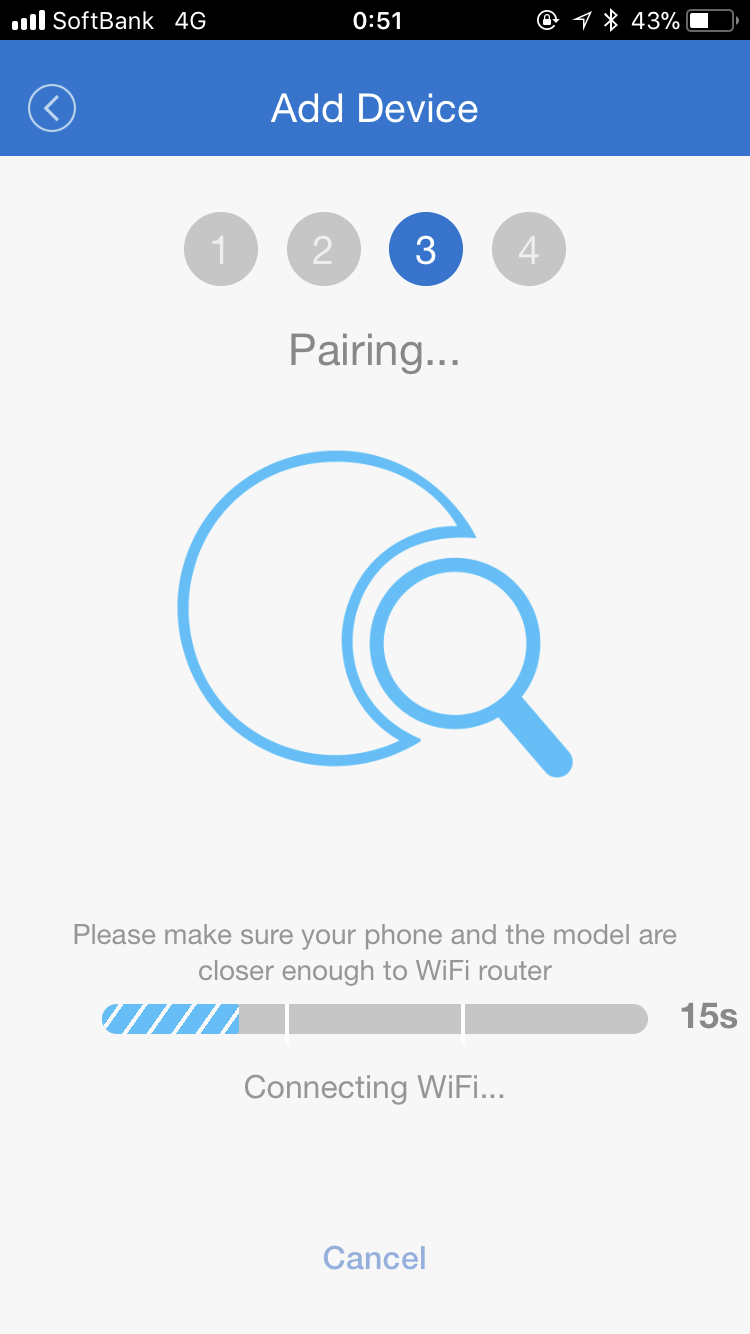 SoftBank 4G 0:51 43%
Add Device
1 2 3 4
Pairing...
Please make sure your phone and the model are
closer enough to WiFi router
15s
Connecting WiFi...
Cancel